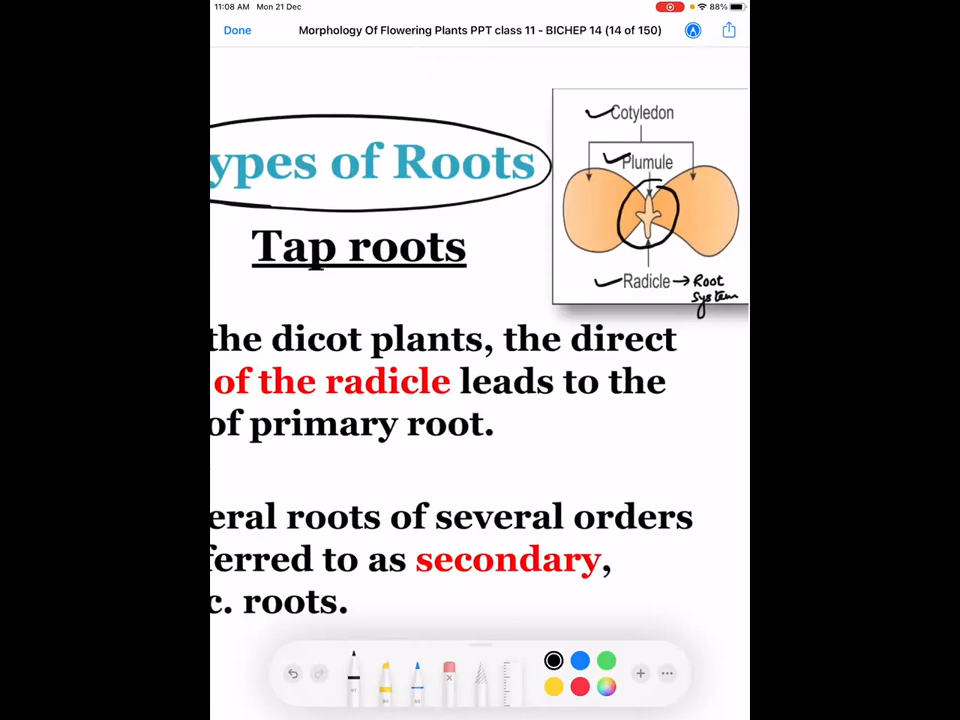 11:08 AM Mon 21 Dec 88%
Done Morphology Of Flowering Plants PPT class 11 - BICHEP 14 (14 of 150)
Cotyledon
Plumule
ypes of Roots
Tap roots
Radicle → Root
system
the dicot plants, the direct
of the radicle leads to the
of primary root.
eral roots of several orders
ferred to as secondary,
c. roots.